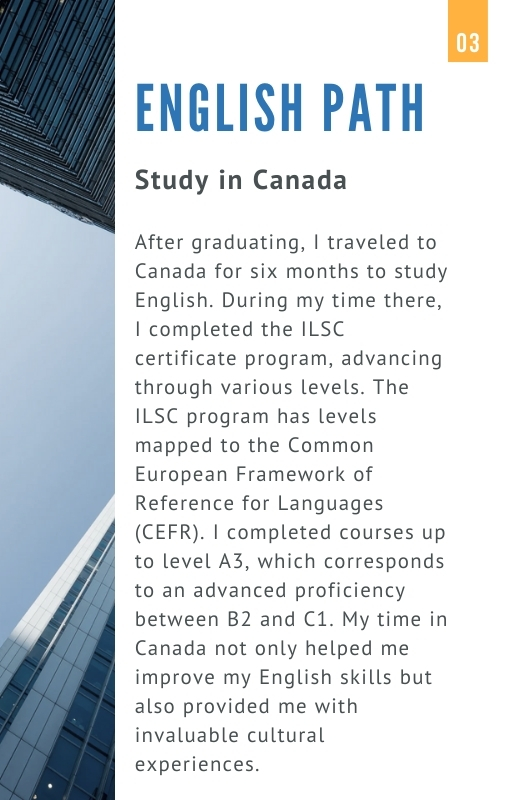 03
ENGLISH PATH
Study in Canada
After graduating, I traveled to
Canada for six months to study
English. During my time there,
I completed the ILSC
certificate program, advancing
through various levels. The
ILSC program has levels
mapped to the Common
European Framework of
Reference for Languages
(CEFR). I completed courses up
to level A3, which corresponds
to an advanced proficiency
between B2 and C1. My time in
Canada not only helped me
improve my English skills but
also provided me with
invaluable cultural
experiences.